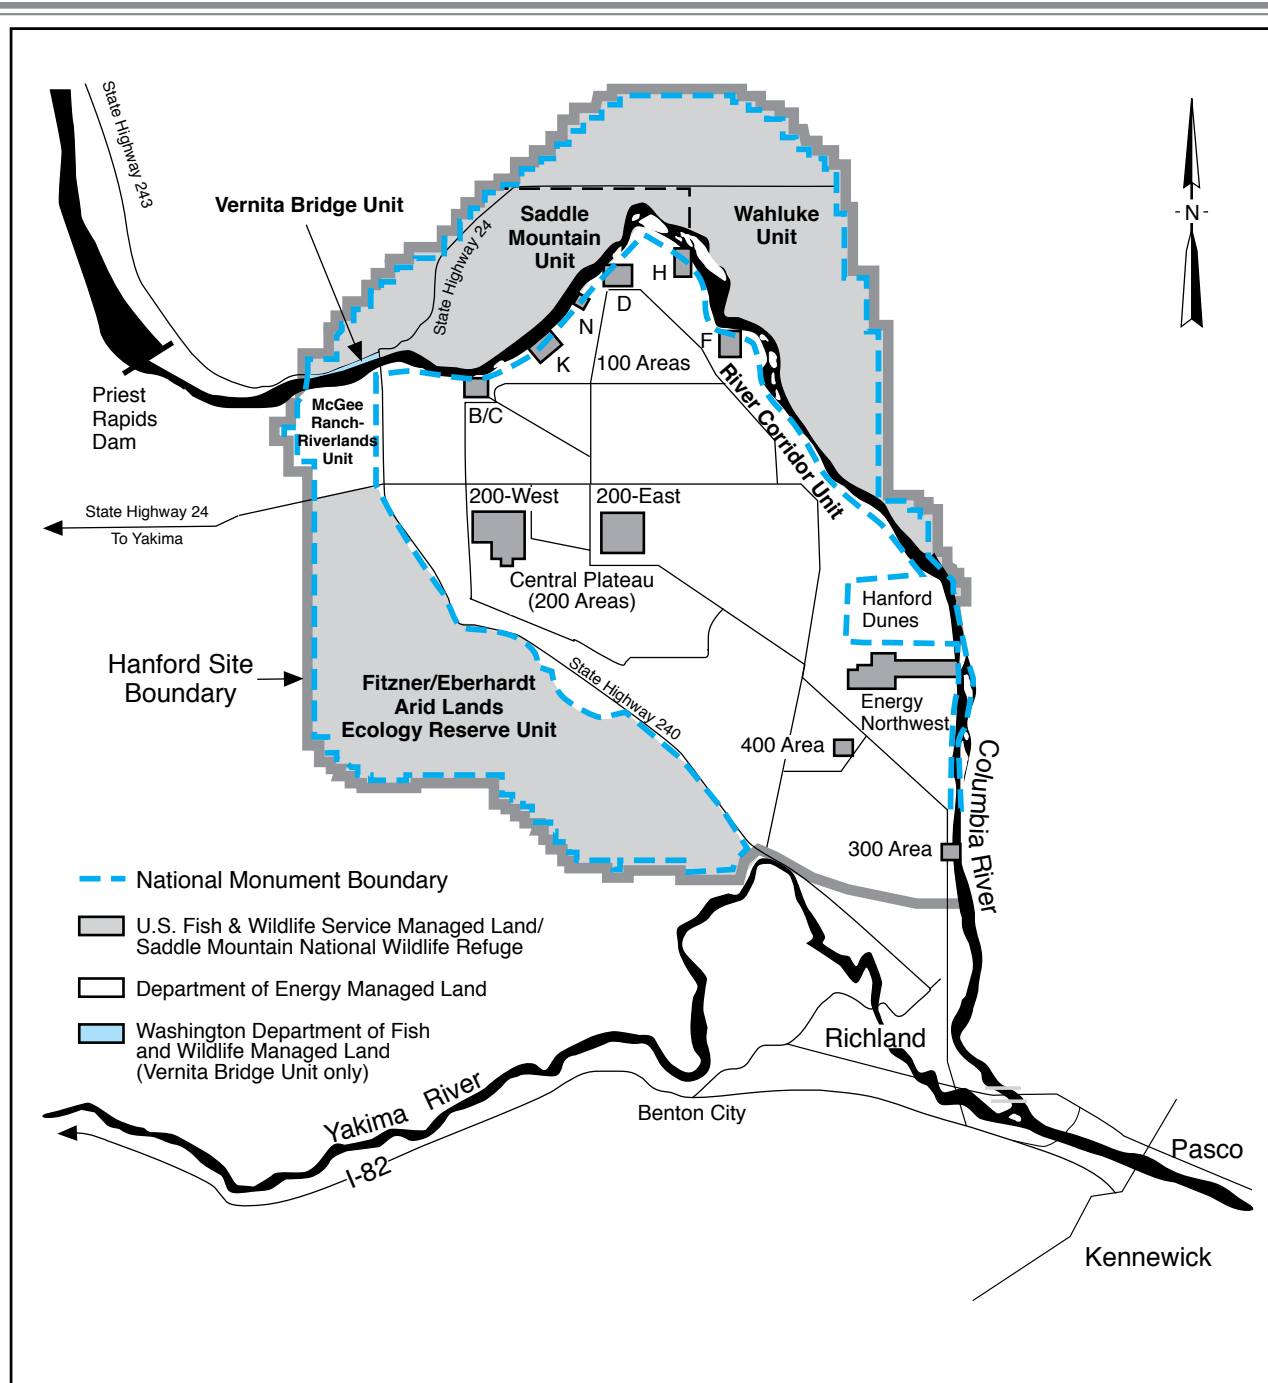 State Highway 243
Vernita Bridge Unit
Saddle
Mountain
Unit
Wahluke
Unit
- N -
State Highway 24
H
D
N
F
K
100 Areas
Priest
Rapids
Dam
McGee
Ranch-
Riverlands
Unit
B/C
River Corridor Unit
200-West
200-East
State Highway 24
To Yakima
Central Plateau
(200 Areas)
Hanford
Dunes
Hanford Site
Boundary
Fitzner/Eberhardt
Arid Lands
Ecology Reserve Unit
State Highway 240
Energy
Northwest
400 Area
Columbia River
300 Area
National Monument Boundary
U.S. Fish & Wildlife Service Managed Land/
Saddle Mountain National Wildlife Refuge
Department of Energy Managed Land
Washington Department of Fish
and Wildlife Managed Land
(Vernita Bridge Unit only)
Richland
Yakima River
Benton City
I-82
Pasco
Kennewick